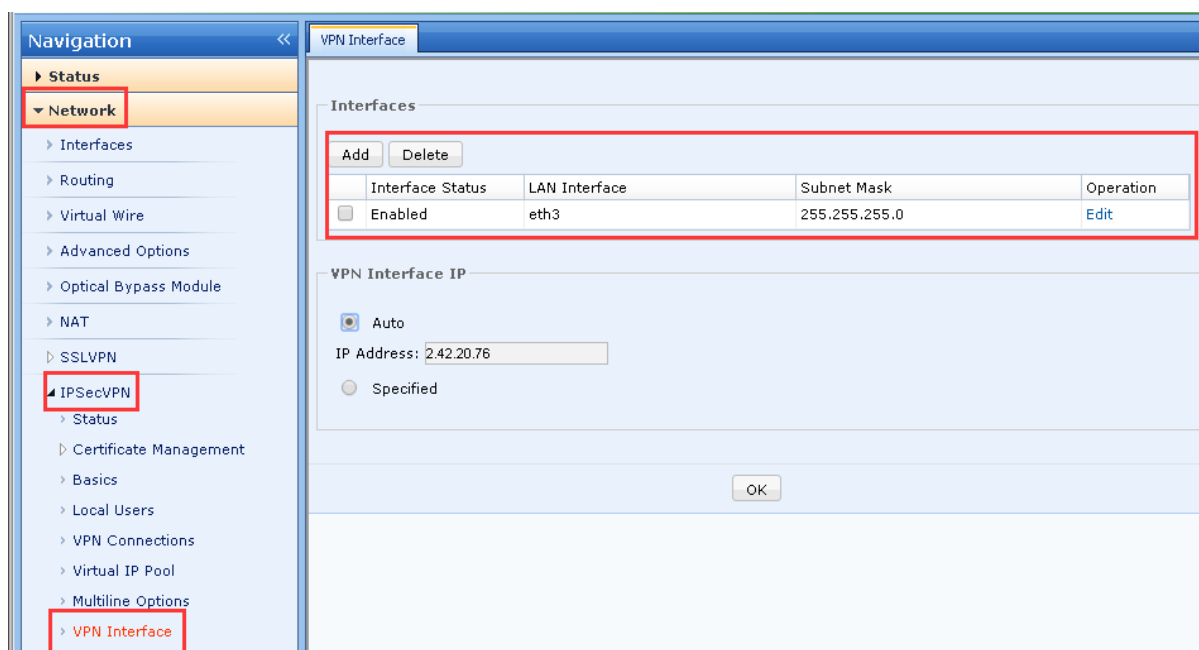 Navigation
Status
Network
Interfaces
Routing
Virtual Wire
Advanced Options
Optical Bypass Module
NAT
SSLVPN
IPSecVPN
Status
Certificate Management
Basics
Local Users
VPN Connections
Virtual IP Pool
Multiline Options
VPN Interface
VPN Interface
Interfaces
Add Delete
Interface Status LAN Interface Subnet Mask Operation
Enabled eth3 255.255.255.0 Edit
VPN Interface IP
Auto
IP Address: 2.42.20.76
Specified
OK